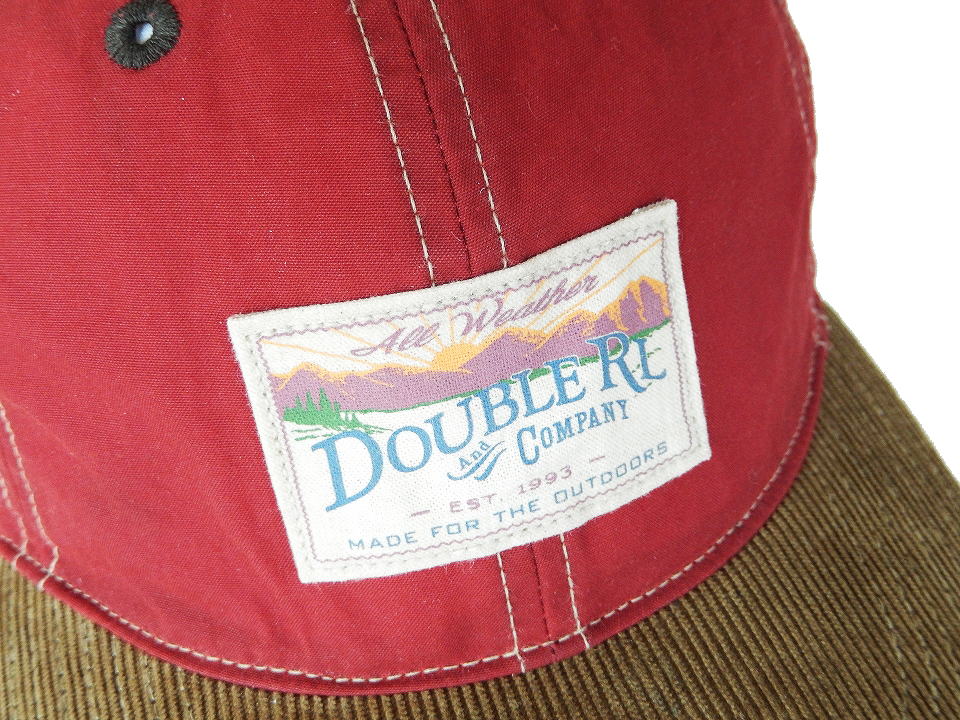 All Weather
DOUBLE RL
And COMPANY
— EST. 1993 —
MADE FOR THE OUTDOORS